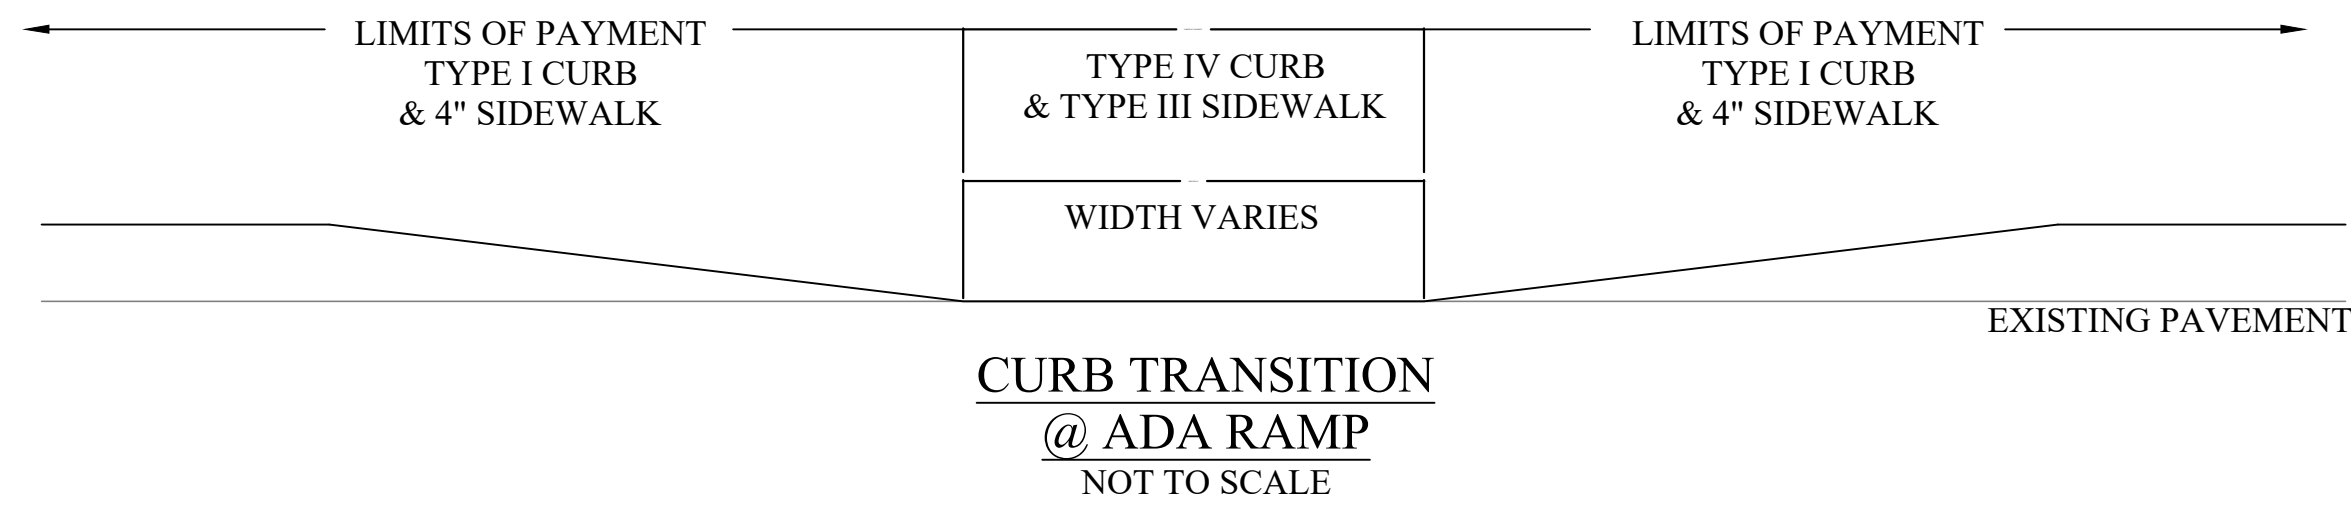 LIMITS OF PAYMENT
TYPE I CURB
& 4" SIDEWALK
TYPE IV CURB
& TYPE III SIDEWALK
LIMITS OF PAYMENT
TYPE I CURB
& 4" SIDEWALK
WIDTH VARIES
EXISTING PAVEMENT
CURB TRANSITION
@ ADA RAMP
NOT TO SCALE